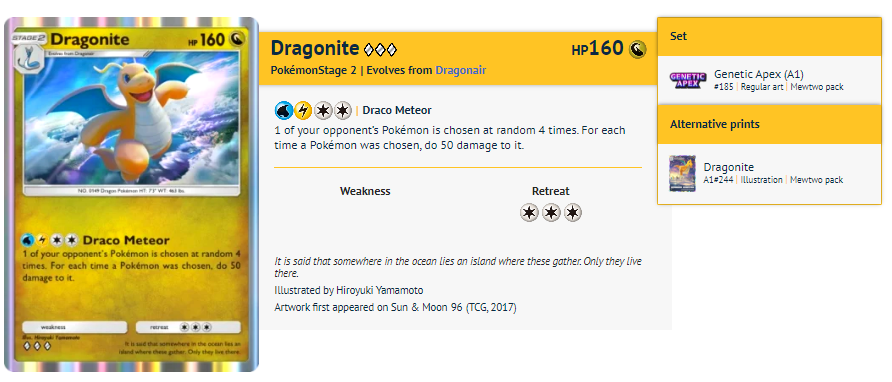 STAGE 2 Dragonite HP 160
Evolves from Dragonair
NO. 0149 Dragon Pokémon HT: 7'3" WT: 463 lbs.
Draco Meteor
1 of your opponent's Pokémon is chosen at random 4
times. For each time a Pokémon was chosen, do 50
damage to it.
weakness
retreat
Illus. Hiroyuki Yamamoto
It is said that somewhere in the ocean lies an
island where these gather. Only they live there.
Dragonite
HP160
PokémonStage 2 | Evolves from Dragonair
| Draco Meteor
1 of your opponent's Pokémon is chosen at random 4 times. For each
time a Pokémon was chosen, do 50 damage to it.
Weakness
Retreat
It is said that somewhere in the ocean lies an island where these gather. Only they live
there.
Illustrated by Hiroyuki Yamamoto
Artwork first appeared on Sun & Moon 96 (TCG, 2017)
Set
GENETIC APEX
Genetic Apex (A1)
#185 | Regular art | Mewtwo pack
Alternative prints
Dragonite
A1#244 | Illustration | Mewtwo pack